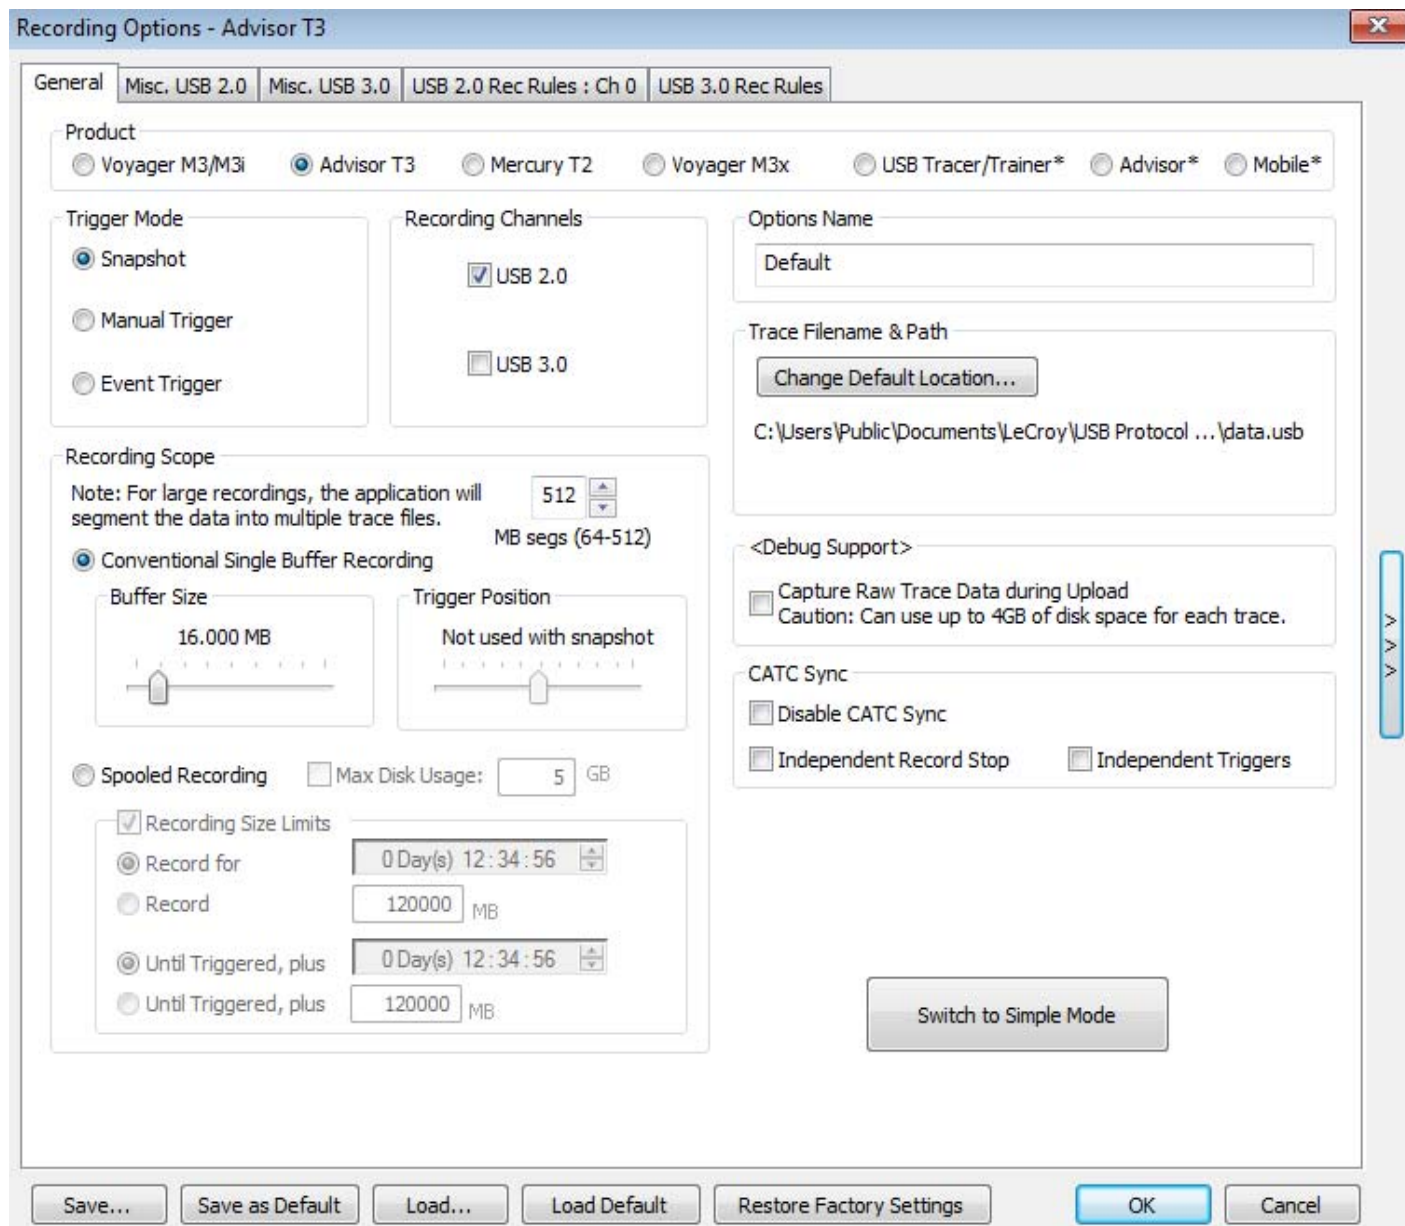 Recording Options - Advisor T3
General Misc. USB 2.0 Misc. USB 3.0 USB 2.0 Rec Rules : Ch 0 USB 3.0 Rec Rules
Product
Voyager M3/M3i Advisor T3 Mercury T2 Voyager M3x USB Tracer/Trainer* Advisor* Mobile*
Trigger Mode
Snapshot
Manual Trigger
Event Trigger
Recording Channels
USB 2.0
USB 3.0
Options Name
Default
Trace Filename & Path
Change Default Location...
C:\Users\Public\Documents\LeCroy\USB Protocol ...\data.usb
Recording Scope
Note: For large recordings, the application will
segment the data into multiple trace files.
512
MB segs (64-512)
Conventional Single Buffer Recording
Buffer Size
16.000 MB
Trigger Position
Not used with snapshot
Spooled Recording Max Disk Usage: 5 GB
Recording Size Limits
Record for 0 Day(s) 12 : 34 : 56
Record 120000 MB
Until Triggered, plus 0 Day(s) 12 : 34 : 56
Until Triggered, plus 120000 MB
<Debug Support>
Capture Raw Trace Data during Upload
Caution: Can use up to 4GB of disk space for each trace.
CATC Sync
Disable CATC Sync
Independent Record Stop Independent Triggers
>
>
>
Switch to Simple Mode
Save... Save as Default Load... Load Default Restore Factory Settings OK Cancel